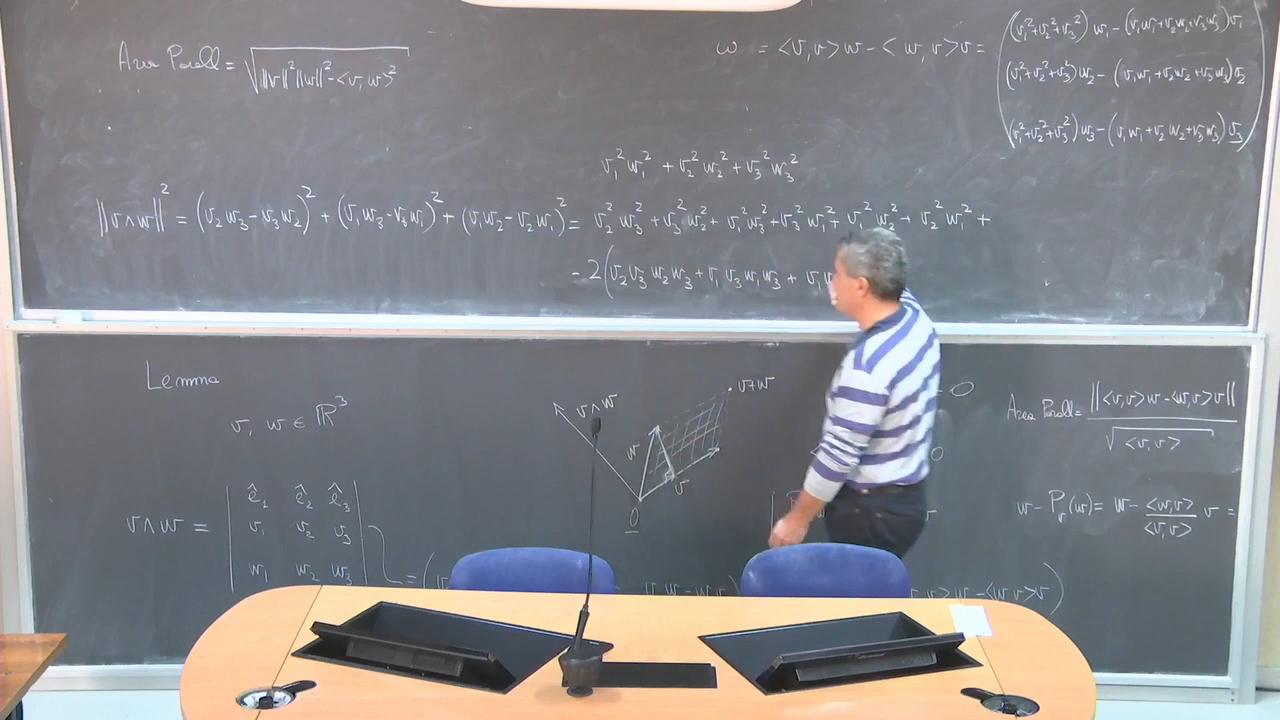 Area Parall = √(‖v‖² ‖w‖² - <v, w>²)
ω = <v,v>w - <w,v>v =
(v₁²+v₂²+v₃²) w₁ - (v₁w₁+v₂w₂+v₃w₃)v₁
(v₁²+v₂²+v₃²)w₂ - (v₁w₁+v₂w₂+v₃w₃)v₂
(v₁²+v₂²+v₃²)w₃ - (v₁w₁+v₂w₂+v₃w₃)v₃
v₁²w₁² + v₂²w₂² + v₃²w₃²
‖v∧w‖² = (v₂w₃-v₃w₂)² + (v₁w₃-v₃w₁)² + (v₁w₂-v₂w₁)² = v₂²w₃² + v₃²w₂² + v₁²w₃² + v₃²w₁² + v₁²w₂² + v₂²w₁² +
-2(v₂v₃w₂w₃ + v₁v₃w₁w₃ + v₁
Lemma
v, w ∈ ℝ³
v∧w =
ê₁ ê₂ ê₃
v₁ v₂ v₃
w₁ w₂ w₃
= (
v∧w
v+w
w
v
0
Area Parall = ‖<v,v>w-<w,v>v‖ / √<v,v>
w - Pᵥ(w) = w - <w,v>/<v,v> v =
w - <w,v>v)